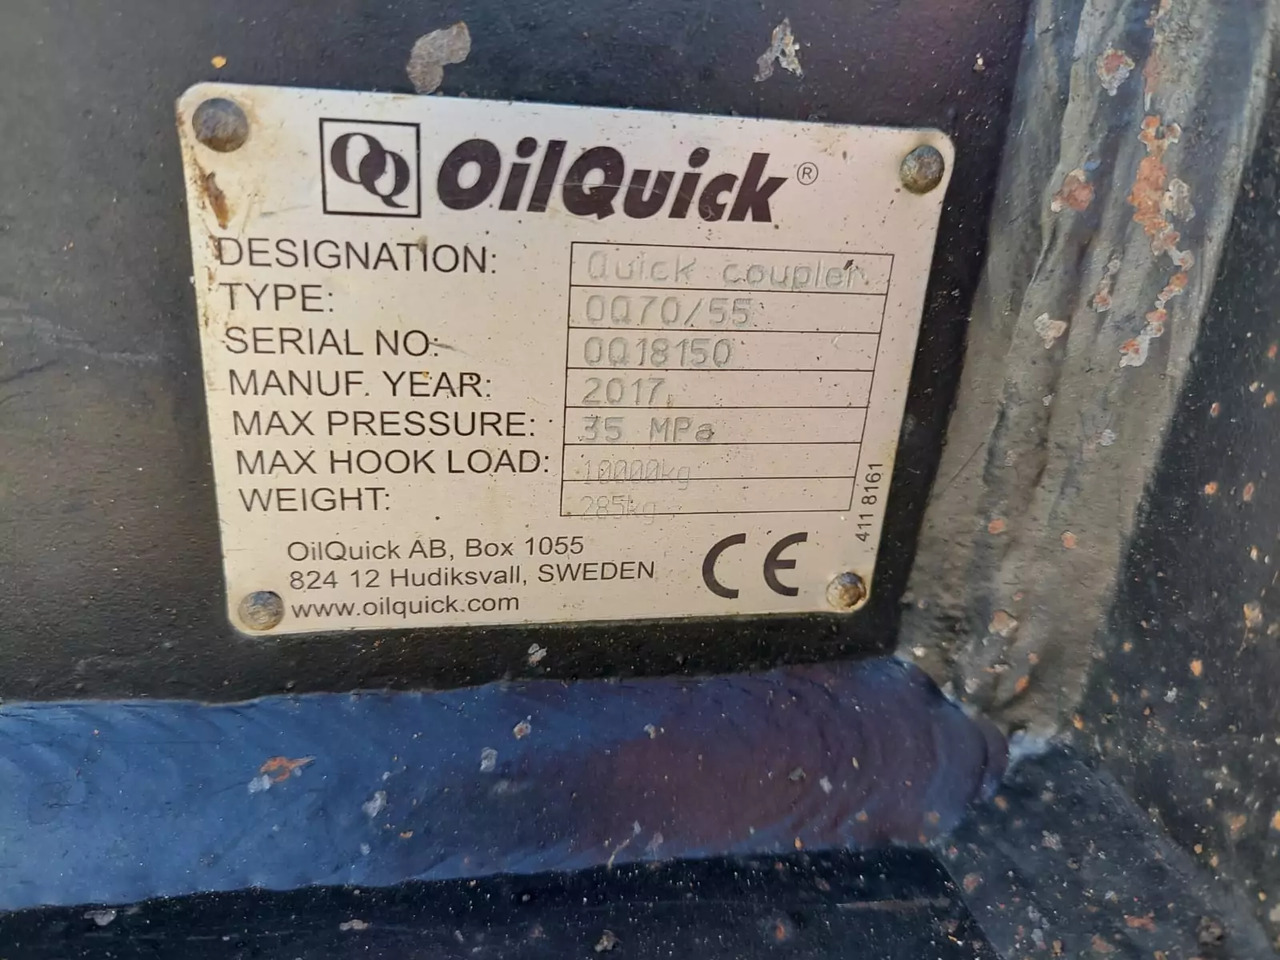 QQ OilQuick ®
DESIGNATION: Quick coupler
TYPE: OQ70/55
SERIAL NO: OQ18150
MANUF. YEAR: 2017
MAX PRESSURE: 35 MPa
MAX HOOK LOAD: 10000kg
WEIGHT: 285kg
411 8161
OilQuick AB, Box 1055
824 12 Hudiksvall, SWEDEN
www.oilquick.com
CE